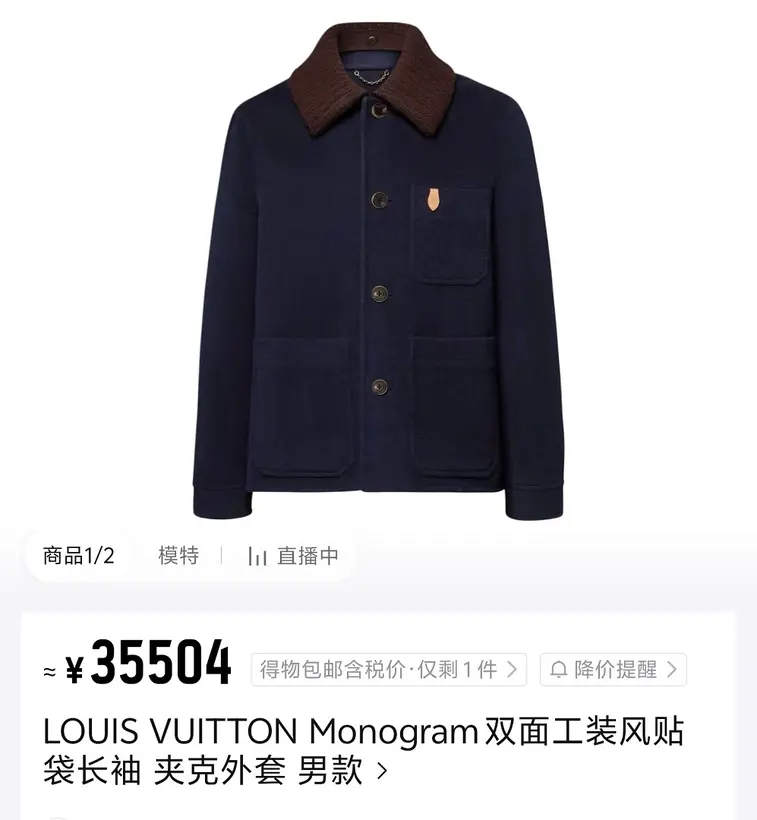 商品1/2 模特 直播中
≈ ¥35504 得物包邮含税价·仅剩1件 > 降价提醒 >
LOUIS VUITTON Monogram双面工装风贴
袋长袖 夹克外套 男款 >